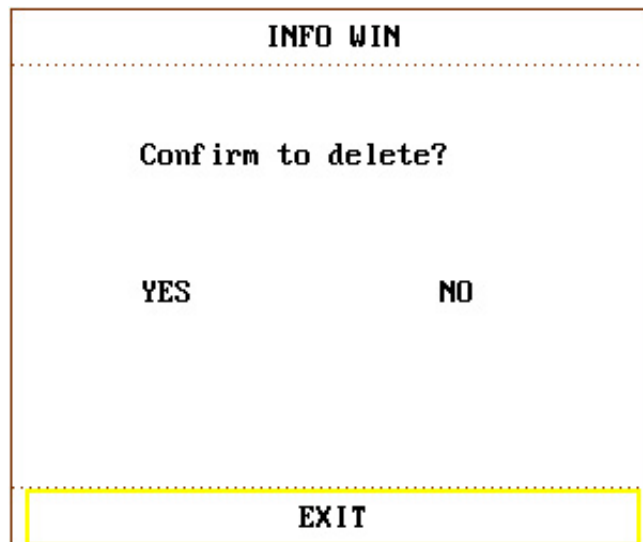 INFO WIN
Confirm to delete?
YES NO
EXIT